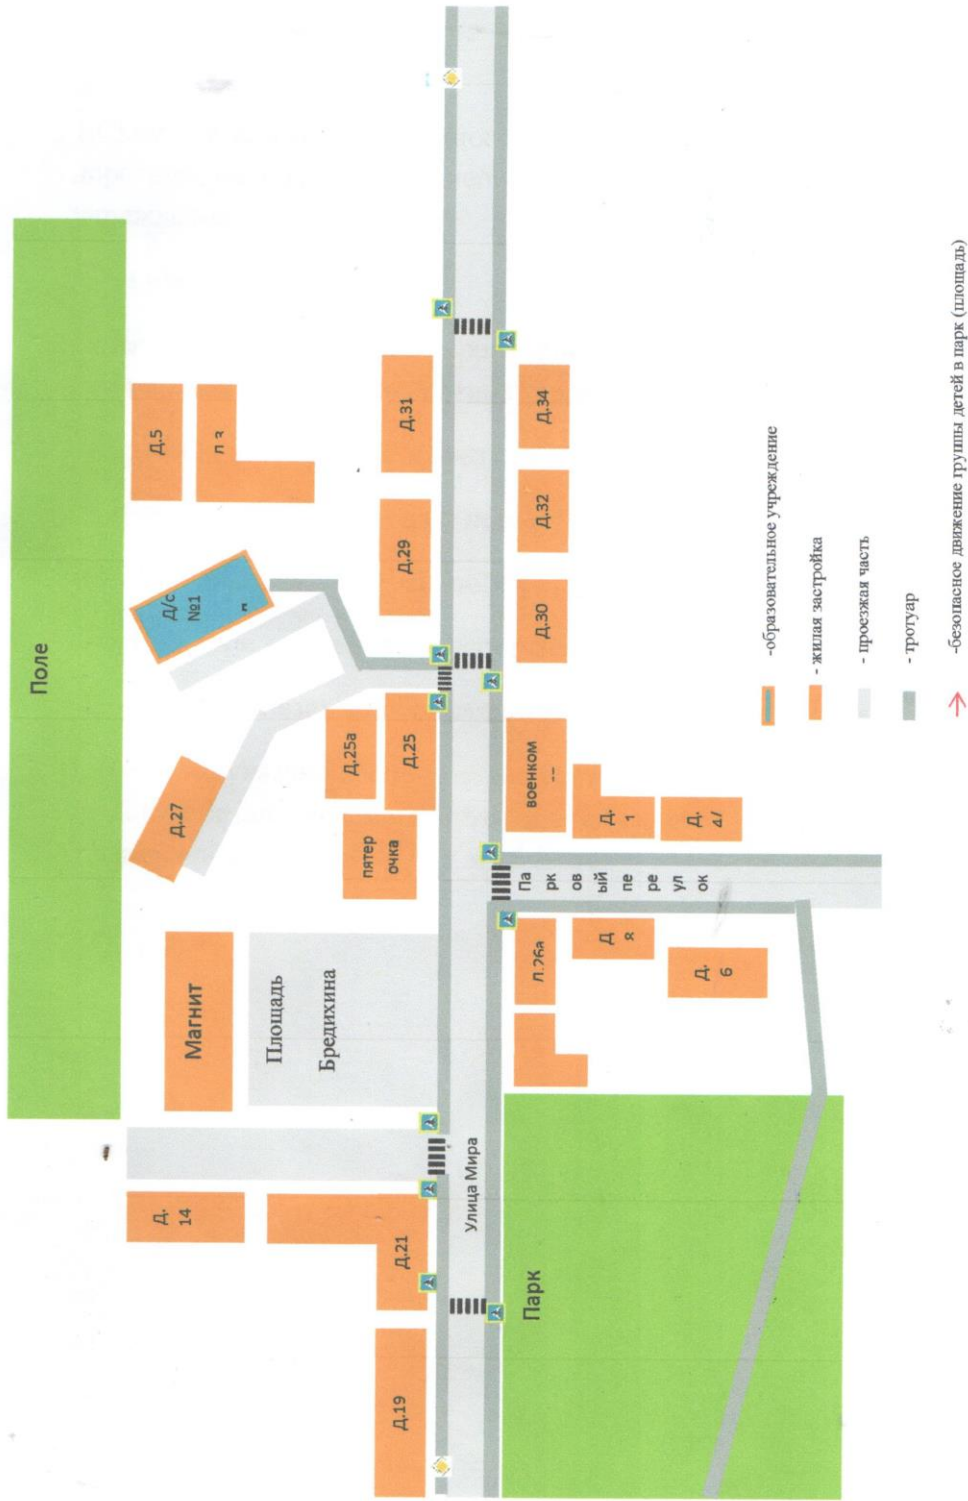 Поле
Д.5
Д/с
№1
Д.27
Магнит
Площадь
Бредихина
Д.
14
Д.21
Д.19
пятер
очка
Д.25а
Д.25
Д.29
Д.31
Улица Мира
Парк
Д.
6
Па
рк
ов
ый
пе
ре
ул
ок
военком
Д.
1
Д.
Д.30
Д.32
Д.34
-образовательное учреждение
- жилая застройка
- проезжая часть
- тротуар
-безопасное движение группы детей в парк (площадь)